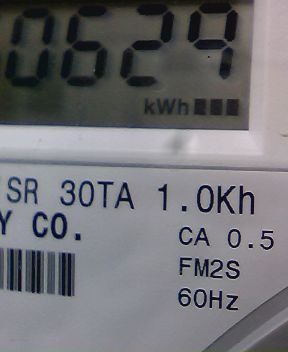 0629
kWh
SR 30TA 1.0Kh
Y CO.
CA 0.5
FM2S
60Hz